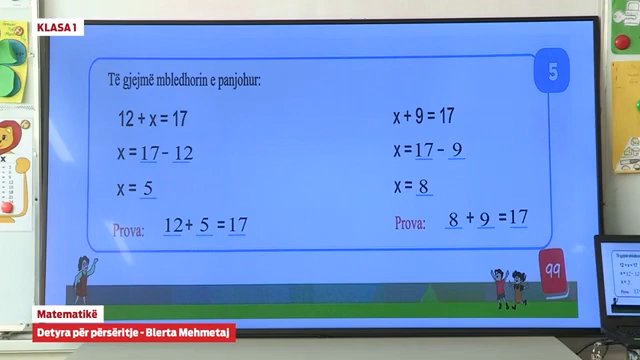 KLASA 1
5
Të gjejmë mbledhorin e panjohur:
12 + x = 17
x = 17 - 12
x = 5
Prova: 12 + 5 = 17
x + 9 = 17
x = 17 - 9
x = 8
Prova: 8 + 9 = 17
99
Matematikë
Detyra për përsëritje - Blerta Mehmetaj